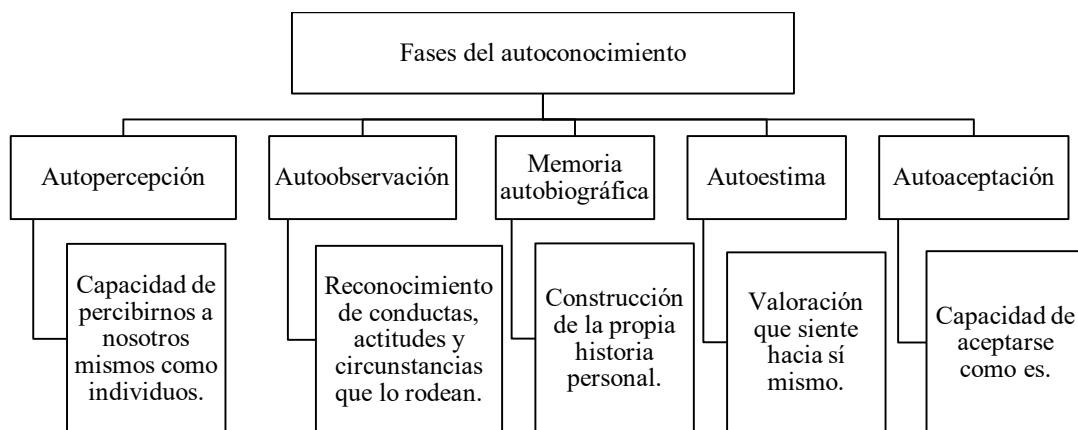 Fases del autoconocimiento
Autopercepción
Autoobservación
Memoria
autobiográfica
Autoestima
Autoaceptación
Capacidad de
percibirnos a
nosotros
mismos como
individuos.
Reconocimiento
de conductas,
actitudes y
circunstancias
que lo rodean.
Construcción
de la propia
historia
personal.
Valoración
que siente
hacia sí
mismo.
Capacidad de
aceptarse
como es.